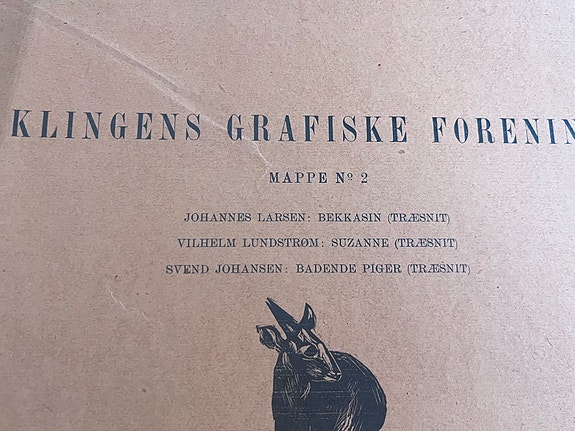 KLINGENS GRAFISKE FORENIN
MAPPE Nº 2
JOHANNES LARSEN: BEKKASIN (TRÆSNIT)
VILHELM LUNDSTRØM: SUZANNE (TRÆSNIT)
SVEND JOHANSEN: BADENDE PIGER (TRÆSNIT)